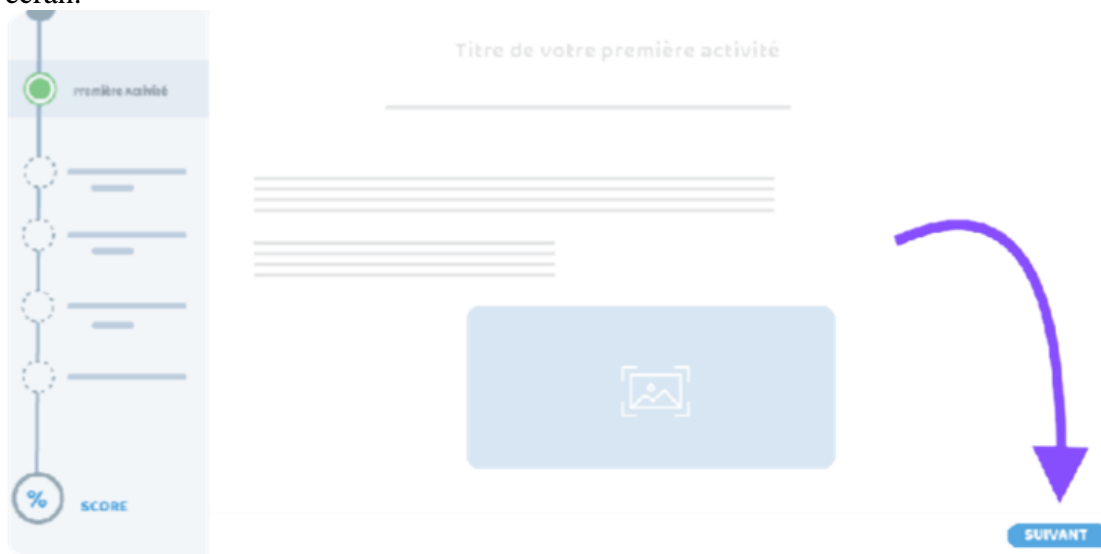 écran.
Titre de votre première activité
Première Activité
%
SCORE
SUIVANT